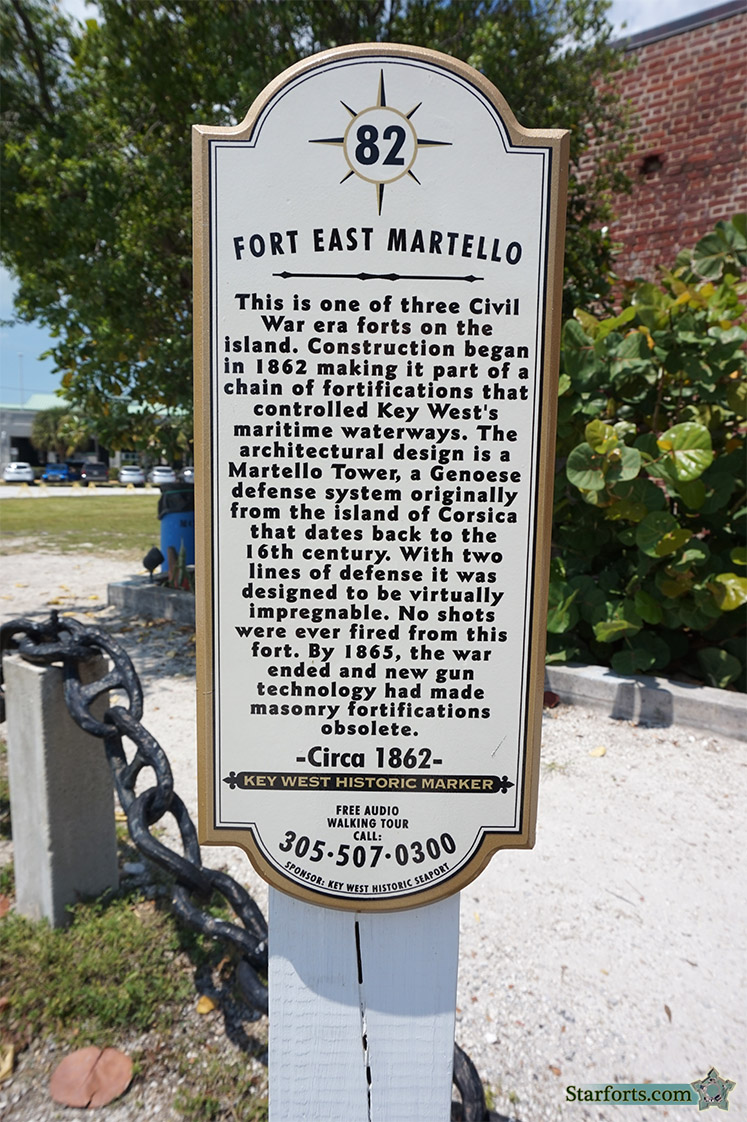 82
FORT EAST MARTELLO
This is one of three Civil
War era forts on the
island. Construction began
in 1862 making it part of a
chain of fortifications that
controlled Key West's
maritime waterways. The
architectural design is a
Martello Tower, a Genoese
defense system originally
from the island of Corsica
that dates back to the
16th century. With two
lines of defense it was
designed to be virtually
impregnable. No shots
were ever fired from this
fort. By 1865, the war
ended and new gun
technology had made
masonry fortifications
obsolete.
-Circa 1862-
KEY WEST HISTORIC MARKER
FREE AUDIO
WALKING TOUR
CALL:
305·507·0300
SPONSOR: KEY WEST HISTORIC SEAPORT
Starforts.com